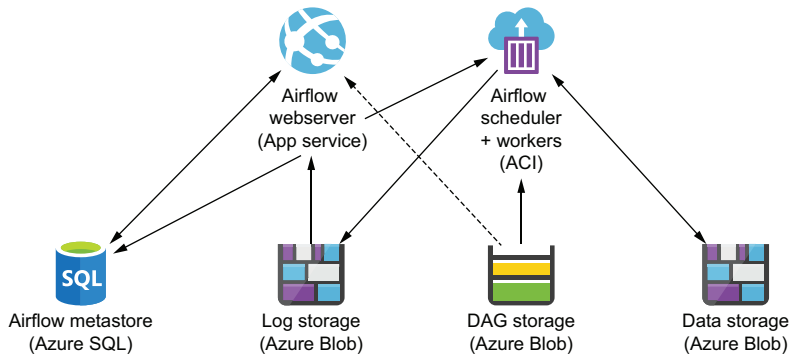 Airflow
webserver
(App service)
Airflow
scheduler
+ workers
(ACI)
SQL
Airflow metastore
(Azure SQL)
Log storage
(Azure Blob)
DAG storage
(Azure Blob)
Data storage
(Azure Blob)